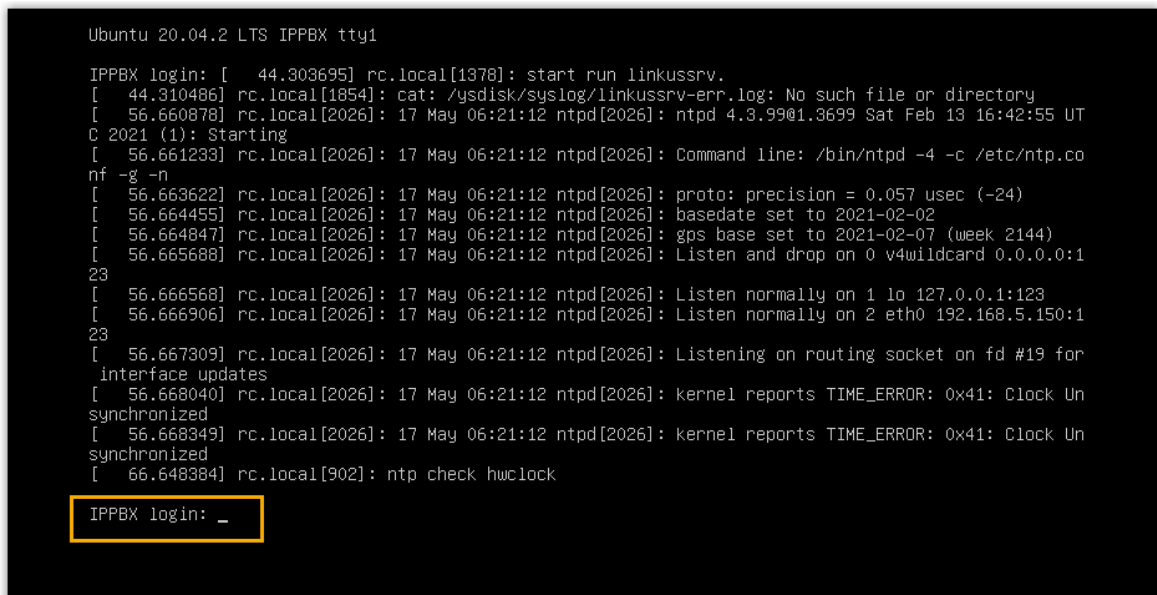 Ubuntu 20.04.2 LTS IPPBX tty1
IPPBX login: [   44.303695] rc.local[1378]: start run linkussrv.
[   44.310486] rc.local[1854]: cat: /ysdisk/syslog/linkussrv-err.log: No such file or directory
[   56.660878] rc.local[2026]: 17 May 06:21:12 ntpd[2026]: ntpd 4.3.99@1.3699 Sat Feb 13 16:42:55 UT
C 2021 (1): Starting
[   56.661233] rc.local[2026]: 17 May 06:21:12 ntpd[2026]: Command line: /bin/ntpd -4 -c /etc/ntp.co
nf -g -n
[   56.663622] rc.local[2026]: 17 May 06:21:12 ntpd[2026]: proto: precision = 0.057 usec (-24)
[   56.664455] rc.local[2026]: 17 May 06:21:12 ntpd[2026]: basedate set to 2021-02-02
[   56.664847] rc.local[2026]: 17 May 06:21:12 ntpd[2026]: gps base set to 2021-02-07 (week 2144)
[   56.665688] rc.local[2026]: 17 May 06:21:12 ntpd[2026]: Listen and drop on 0 v4wildcard 0.0.0.0:1
23
[   56.666568] rc.local[2026]: 17 May 06:21:12 ntpd[2026]: Listen normally on 1 lo 127.0.0.1:123
[   56.666906] rc.local[2026]: 17 May 06:21:12 ntpd[2026]: Listen normally on 2 eth0 192.168.5.150:1
23
[   56.667309] rc.local[2026]: 17 May 06:21:12 ntpd[2026]: Listening on routing socket on fd #19 for
 interface updates
[   56.668040] rc.local[2026]: 17 May 06:21:12 ntpd[2026]: kernel reports TIME_ERROR: 0x41: Clock Un
synchronized
[   56.668349] rc.local[2026]: 17 May 06:21:12 ntpd[2026]: kernel reports TIME_ERROR: 0x41: Clock Un
synchronized
[   66.648384] rc.local[902]: ntp check hwclock
IPPBX login: _